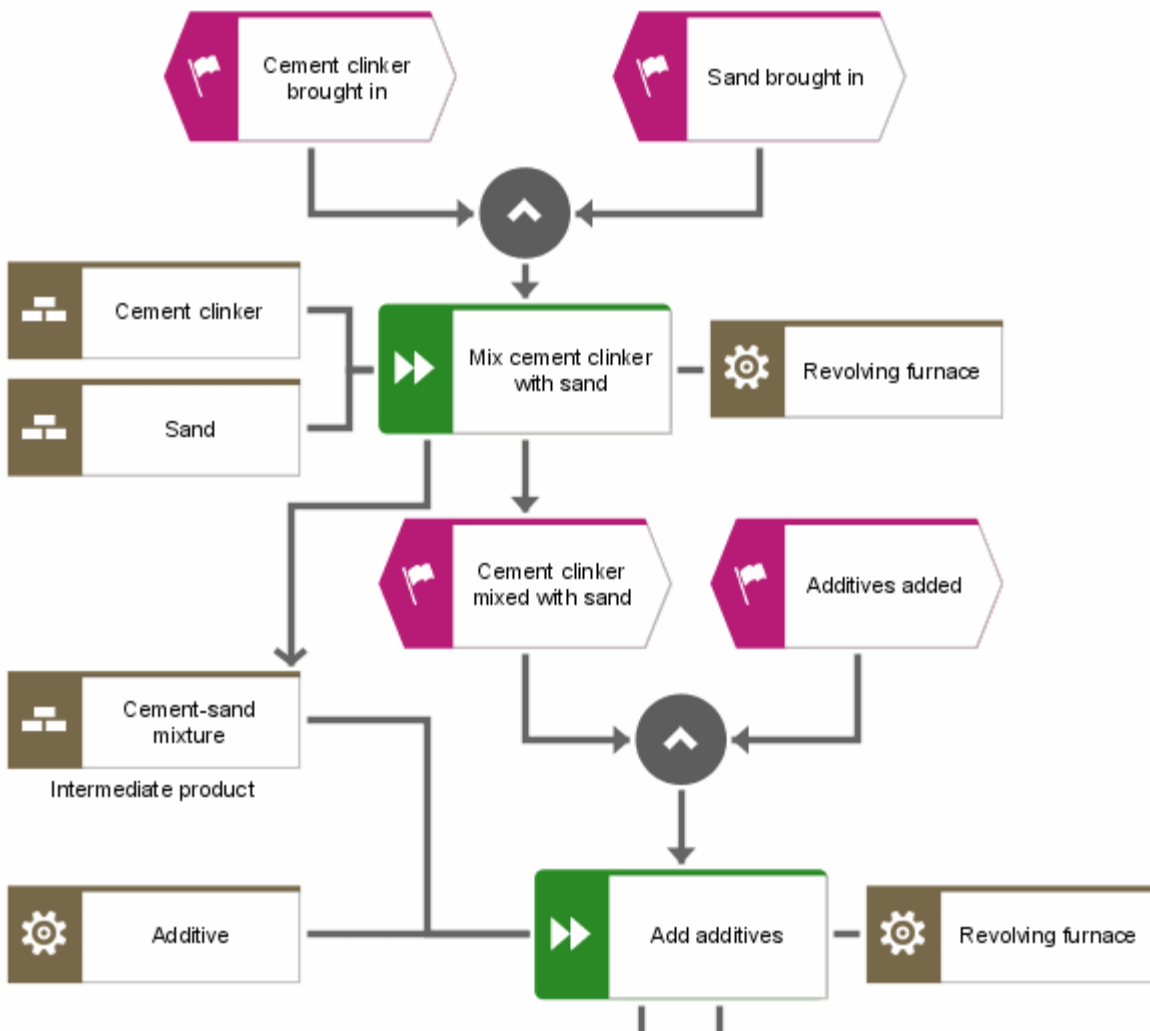 Cement clinker
brought in
Sand brought in
Cement clinker
Mix cement clinker
with sand
Revolving furnace
Sand
Cement clinker
mixed with sand
Additives added
Cement-sand
mixture
Intermediate product
Additive
Add additives
Revolving furnace